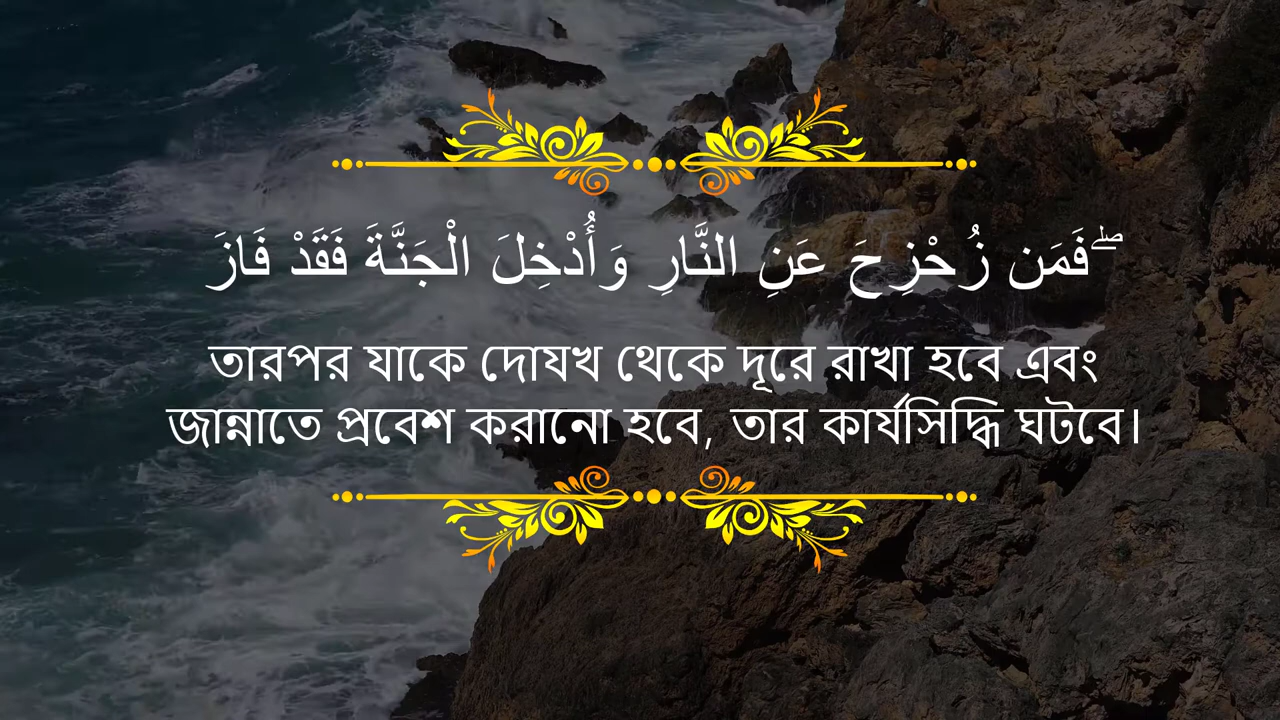 ۖ فَمَن زُحْزِحَ عَنِ النَّارِ وَأُدْخِلَ الْجَنَّةَ فَقَدْ فَازَ
তারপর যাকে দোযখ থেকে দূরে রাখা হবে এবং
জান্নাতে প্রবেশ করানো হবে, তার কার্যসিদ্ধি ঘটবে।